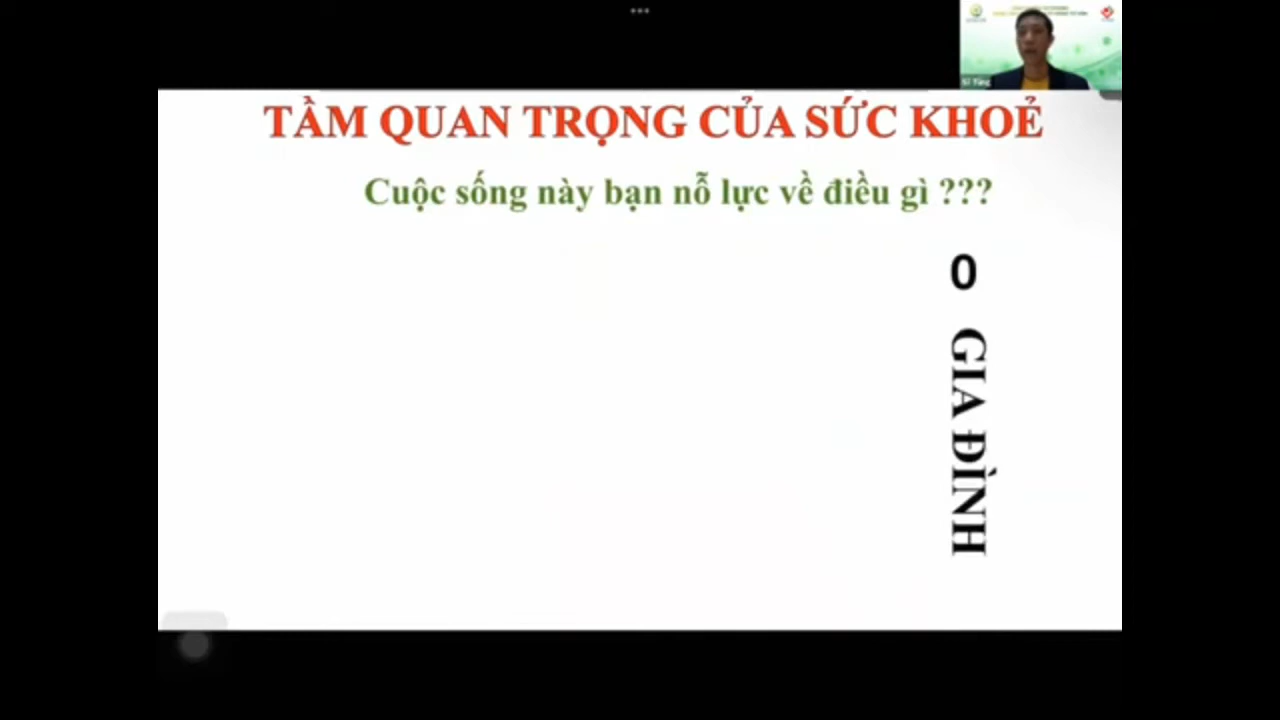 TẦM QUAN TRỌNG CỦA SỨC KHOẺ
Cuộc sống này bạn nỗ lực về điều gì ???
0
GIA ĐÌNH